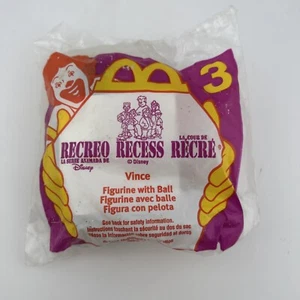 3
RECREO RECESS LA COUR DE RÉCRÉ
LA SERIE ANIMADA DE Disney © Disney
Vince
Figurine with Ball
Figurine avec balle
Figura con pelota
See back for safety information.